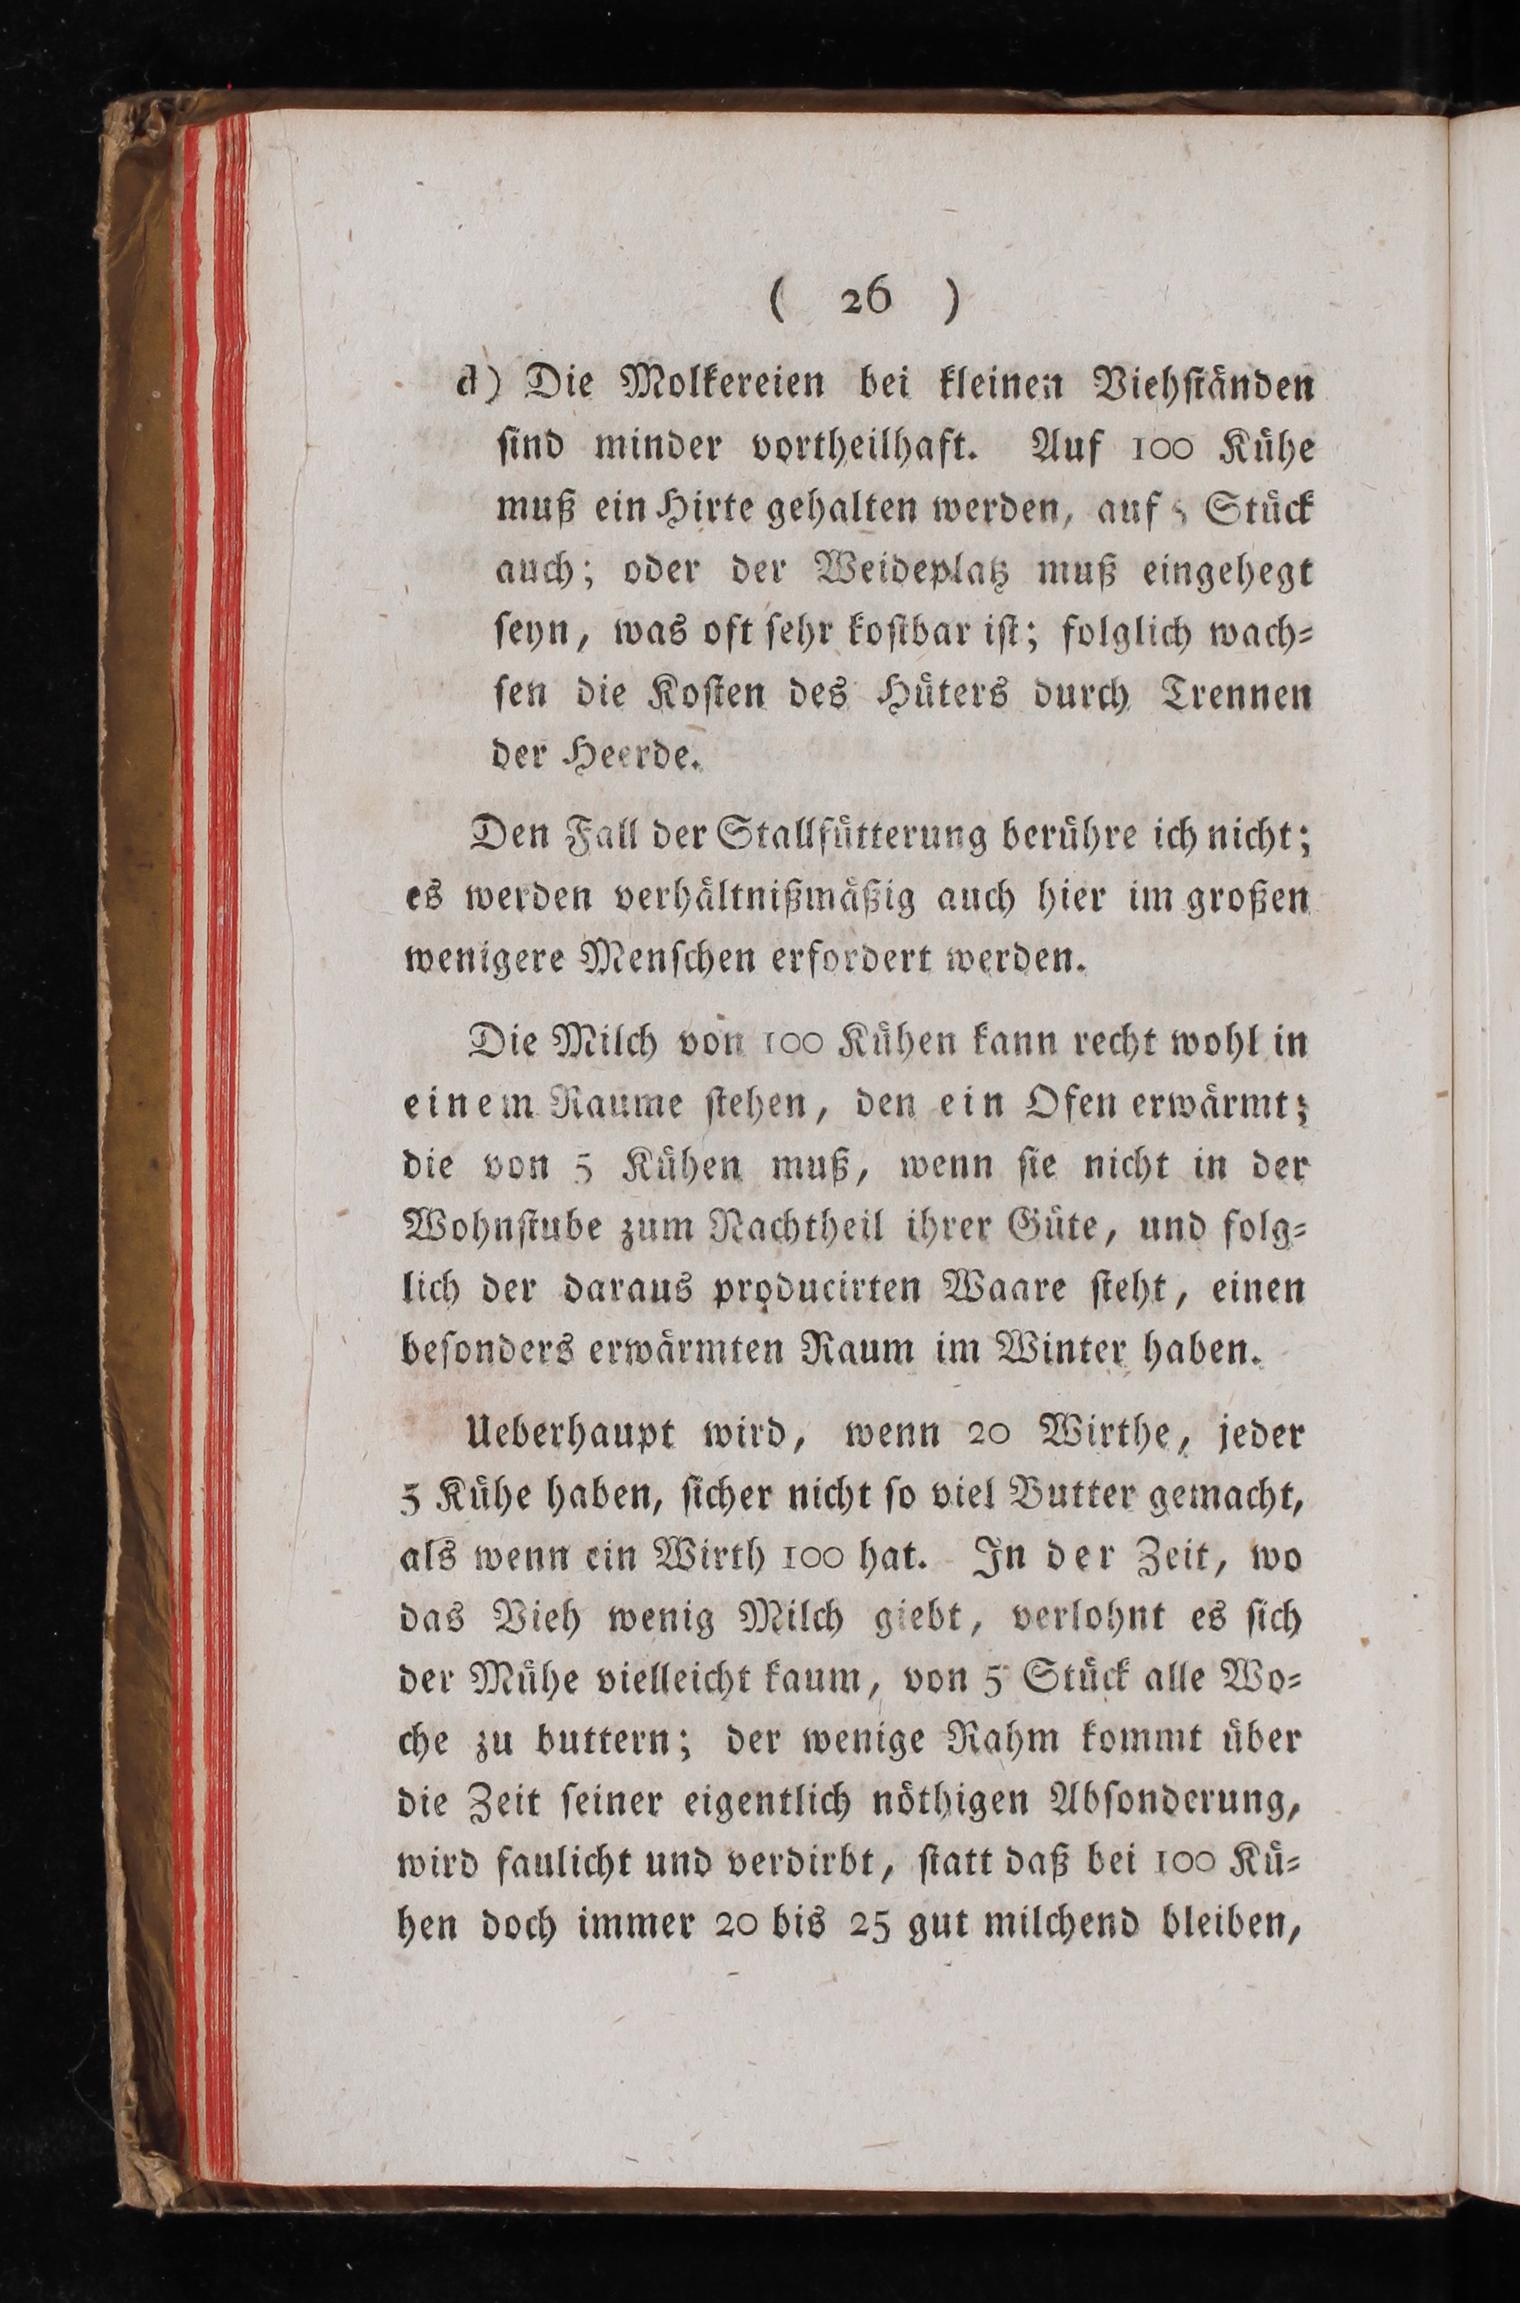 ( 26 )
d) Die Molkereien bei kleinen Viehständen
sind minder vortheilhaft. Auf 100 Kühe
muß ein Hirte gehalten werden, auf 5 Stück
auch; oder der Weideplatz muß eingehegt
seyn, was oft sehr kostbar ist; folglich wach-
sen die Kosten des Hüters durch Trennen
der Heerde.
Den Fall der Stallfütterung berühre ich nicht;
es werden verhältnißmäßig auch hier im großen
wenigere Menschen erfordert werden.
Die Milch von 100 Kühen kann recht wohl in
einem Raume stehen, den ein Ofen erwärmt;
die von 5 Kühen muß, wenn sie nicht in der
Wohnstube zum Nachtheil ihrer Güte, und folg-
lich der daraus producirten Waare steht, einen
besonders erwärmten Raum im Winter haben.
Ueberhaupt wird, wenn 20 Wirthe, jeder
5 Kühe haben, sicher nicht so viel Butter gemacht,
als wenn ein Wirth 100 hat. In der Zeit, wo
das Vieh wenig Milch giebt, verlohnt es sich
der Mühe vielleicht kaum, von 5 Stück alle Wo-
che zu buttern; der wenige Rahm kommt über
die Zeit seiner eigentlich nöthigen Absonderung,
wird faulicht und verdirbt, statt daß bei 100 Kü-
hen doch immer 20 bis 25 gut milchend bleiben,